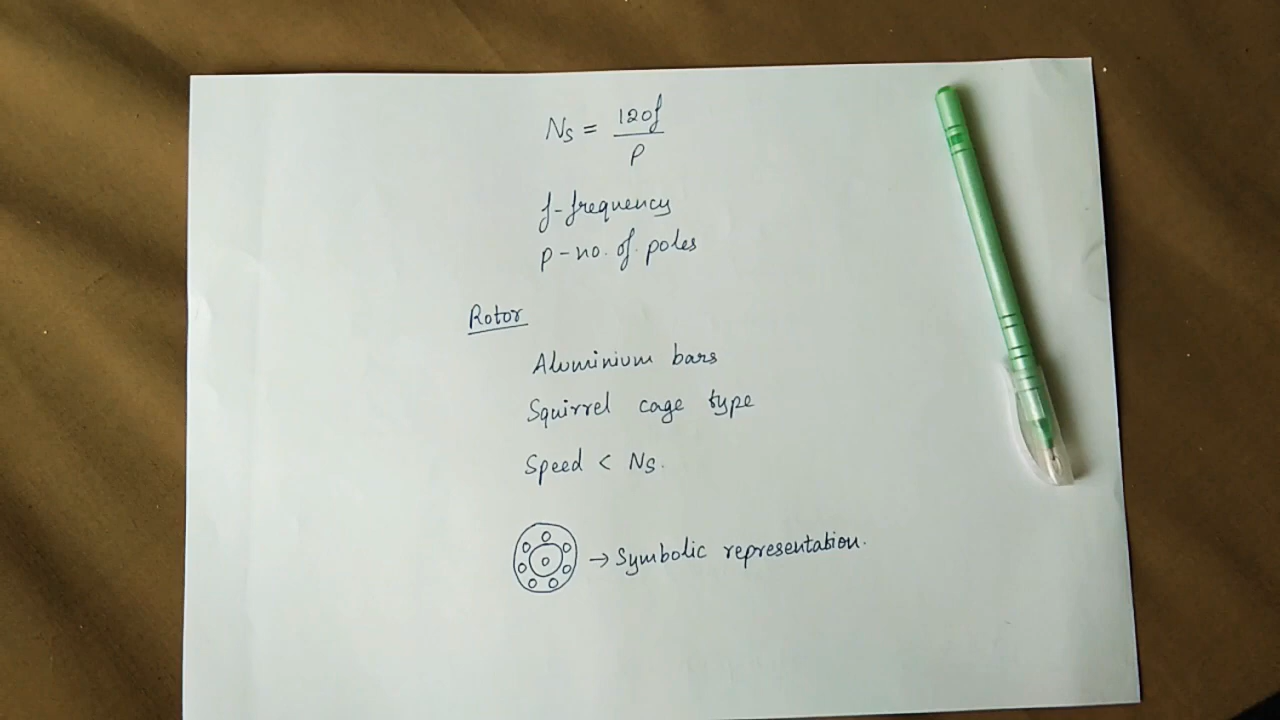 Ns = 120f
P
f-frequency
p-no. of. poles
Rotor
Aluminium bars
Squirrel cage type
Speed < Ns.
→ Symbolic representation.